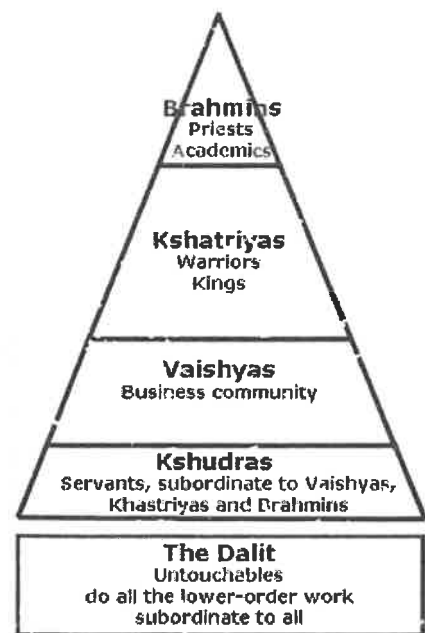 Brahmins
Priests
Academics
Kshatriyas
Warriors
Kings
Vaishyas
Business community
Kshudras
Servants, subordinate to Vaishyas,
Khastriyas and Brahmins
The Dalit
Untouchables
do all the lower-order work
subordinate to all